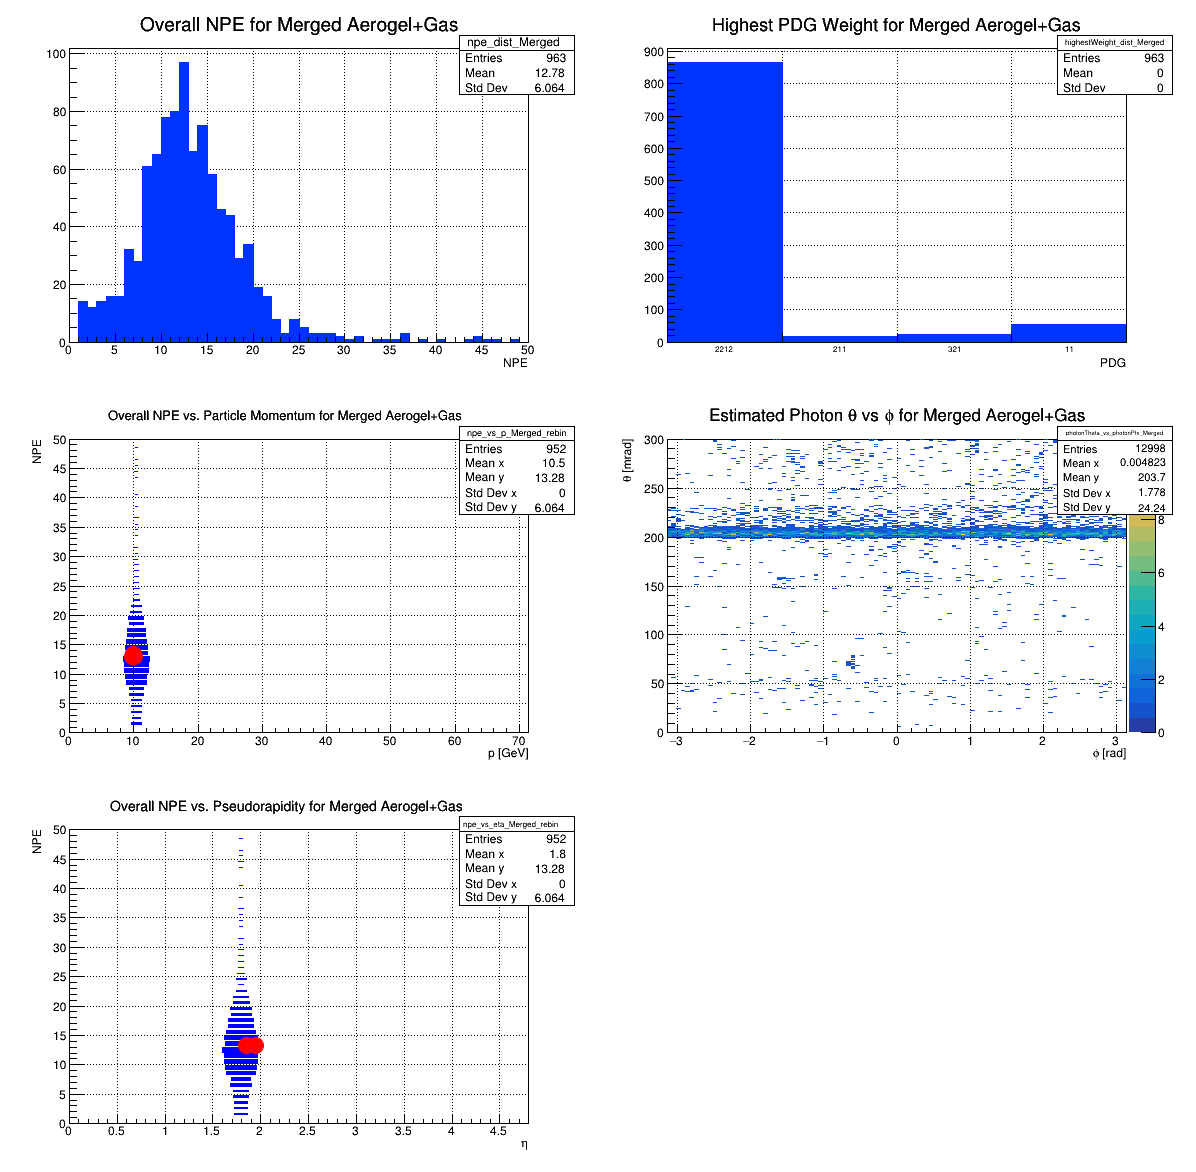 Overall NPE for Merged Aerogel+Gas
npe_dist_Merged
Entries 963
Mean 12.78
Std Dev 6.064
100
80
60
40
20
0
0 5 10 15 20 25 30 35 40 45 50
NPE
Highest PDG Weight for Merged Aerogel+Gas
highestWeight_dist_Merged
Entries 963
Mean 0
Std Dev 0
900
800
700
600
500
400
300
200
100
0
2212 211 321 11
PDG
Overall NPE vs. Particle Momentum for Merged Aerogel+Gas
npe_vs_p_Merged_rebin
Entries 952
Mean x 10.5
Mean y 13.28
Std Dev x 0
Std Dev y 6.064
NPE
50
45
40
35
30
25
20
15
10
5
0
0 10 20 30 40 50 60 70
p [GeV]
Estimated Photon θ vs ϕ for Merged Aerogel+Gas
photonTheta_vs_photonPhi_Merged
Entries 12998
Mean x 0.004823
Mean y 203.7
Std Dev x 1.778
Std Dev y 24.24
θ [mrad]
300
250
200
150
100
50
0
−3 −2 −1 0 1 2 3
ϕ [rad]
8
6
4
2
0
Overall NPE vs. Pseudorapidity for Merged Aerogel+Gas
npe_vs_eta_Merged_rebin
Entries 952
Mean x 1.8
Mean y 13.28
Std Dev x 0
Std Dev y 6.064
NPE
50
45
40
35
30
25
20
15
10
5
0
0 0.5 1 1.5 2 2.5 3 3.5 4 4.5
η